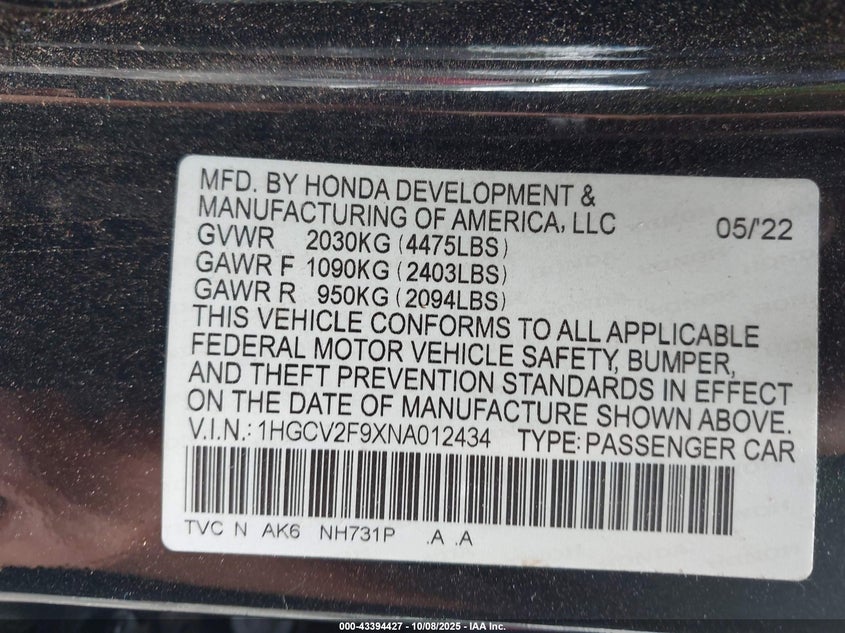 MFD. BY HONDA DEVELOPMENT &
MANUFACTURING OF AMERICA, LLC 05/'22
GVWR 2030KG (4475LBS)
GAWR F 1090KG (2403LBS)
GAWR R 950KG (2094LBS)
THIS VEHICLE CONFORMS TO ALL APPLICABLE
FEDERAL MOTOR VEHICLE SAFETY, BUMPER,
AND THEFT PREVENTION STANDARDS IN EFFECT
ON THE DATE OF MANUFACTURE SHOWN ABOVE.
V.I.N.: 1HGCV2F9XNA012434 TYPE: PASSENGER CAR
TVC N AK6 NH731P .A .A
000-43394427 - 10/08/2025 - IAA Inc.